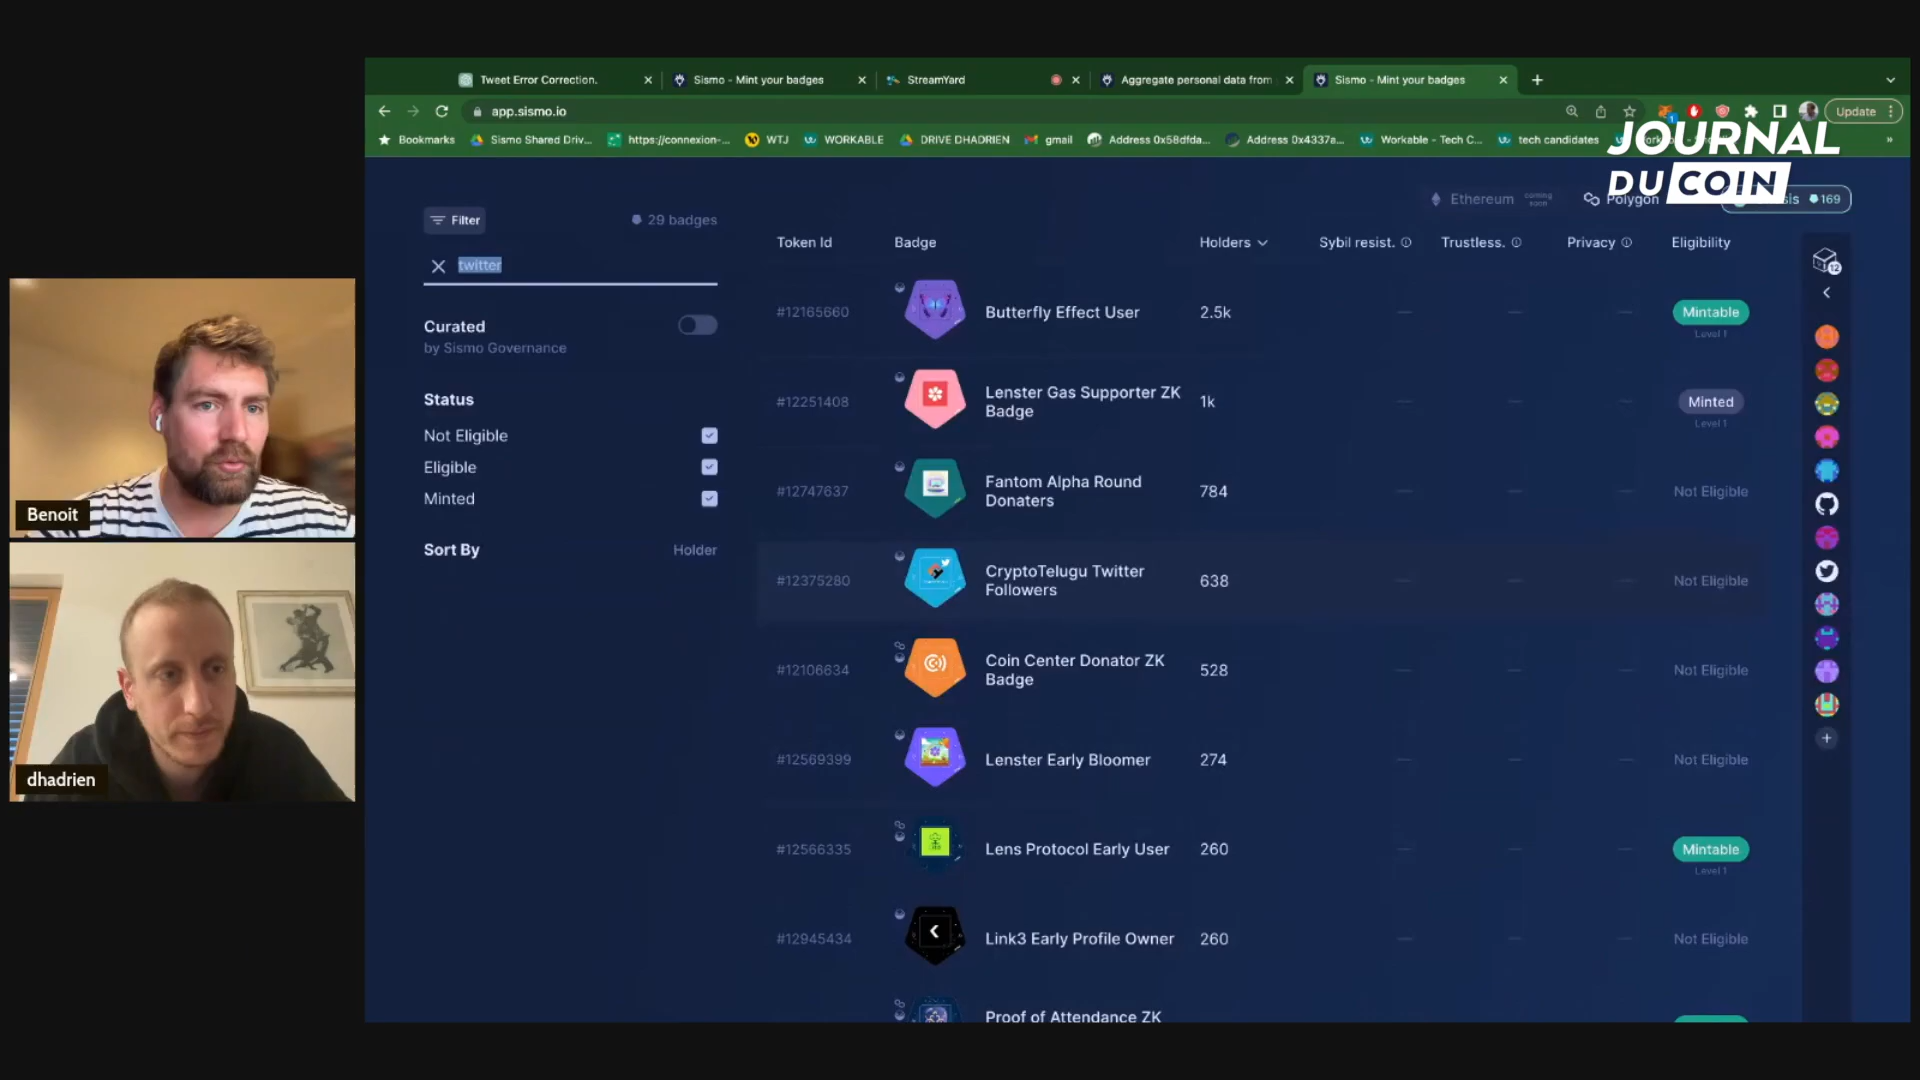 Tweet Error Correction.
Sismo - Mint your badges
StreamYard
Aggregate personal data from
Sismo - Mint your badges
app.sismo.io
Update
Bookmarks
Sismo Shared Driv...
https://connexion-...
WTJ
WORKABLE
DRIVE DHADRIEN
gmail
Address 0x58dfda...
Address 0x4337a...
Workable - Tech C...
tech candidates
JOURNAL
DU COIN
Ethereum coming soon
Polygon
169
Filter
29 badges
twitter
Curated
by Sismo Governance
Status
Not Eligible
Eligible
Minted
Sort By Holder
Token Id Badge Holders Sybil resist. Trustless. Privacy Eligibility
#12165660 Butterfly Effect User 2.5k Mintable
Level 1
#12251408 Lenster Gas Supporter ZK
Badge 1k Minted
Level 1
#12747637 Fantom Alpha Round
Donaters 784 Not Eligible
#12375280 CryptoTelugu Twitter
Followers 638 Not Eligible
#12106634 Coin Center Donator ZK
Badge 528 Not Eligible
#12569399 Lenster Early Bloomer 274 Not Eligible
#12566335 Lens Protocol Early User 260 Mintable
Level 1
#12945434 Link3 Early Profile Owner 260 Not Eligible
Proof of Attendance ZK
12
Benoit
dhadrien